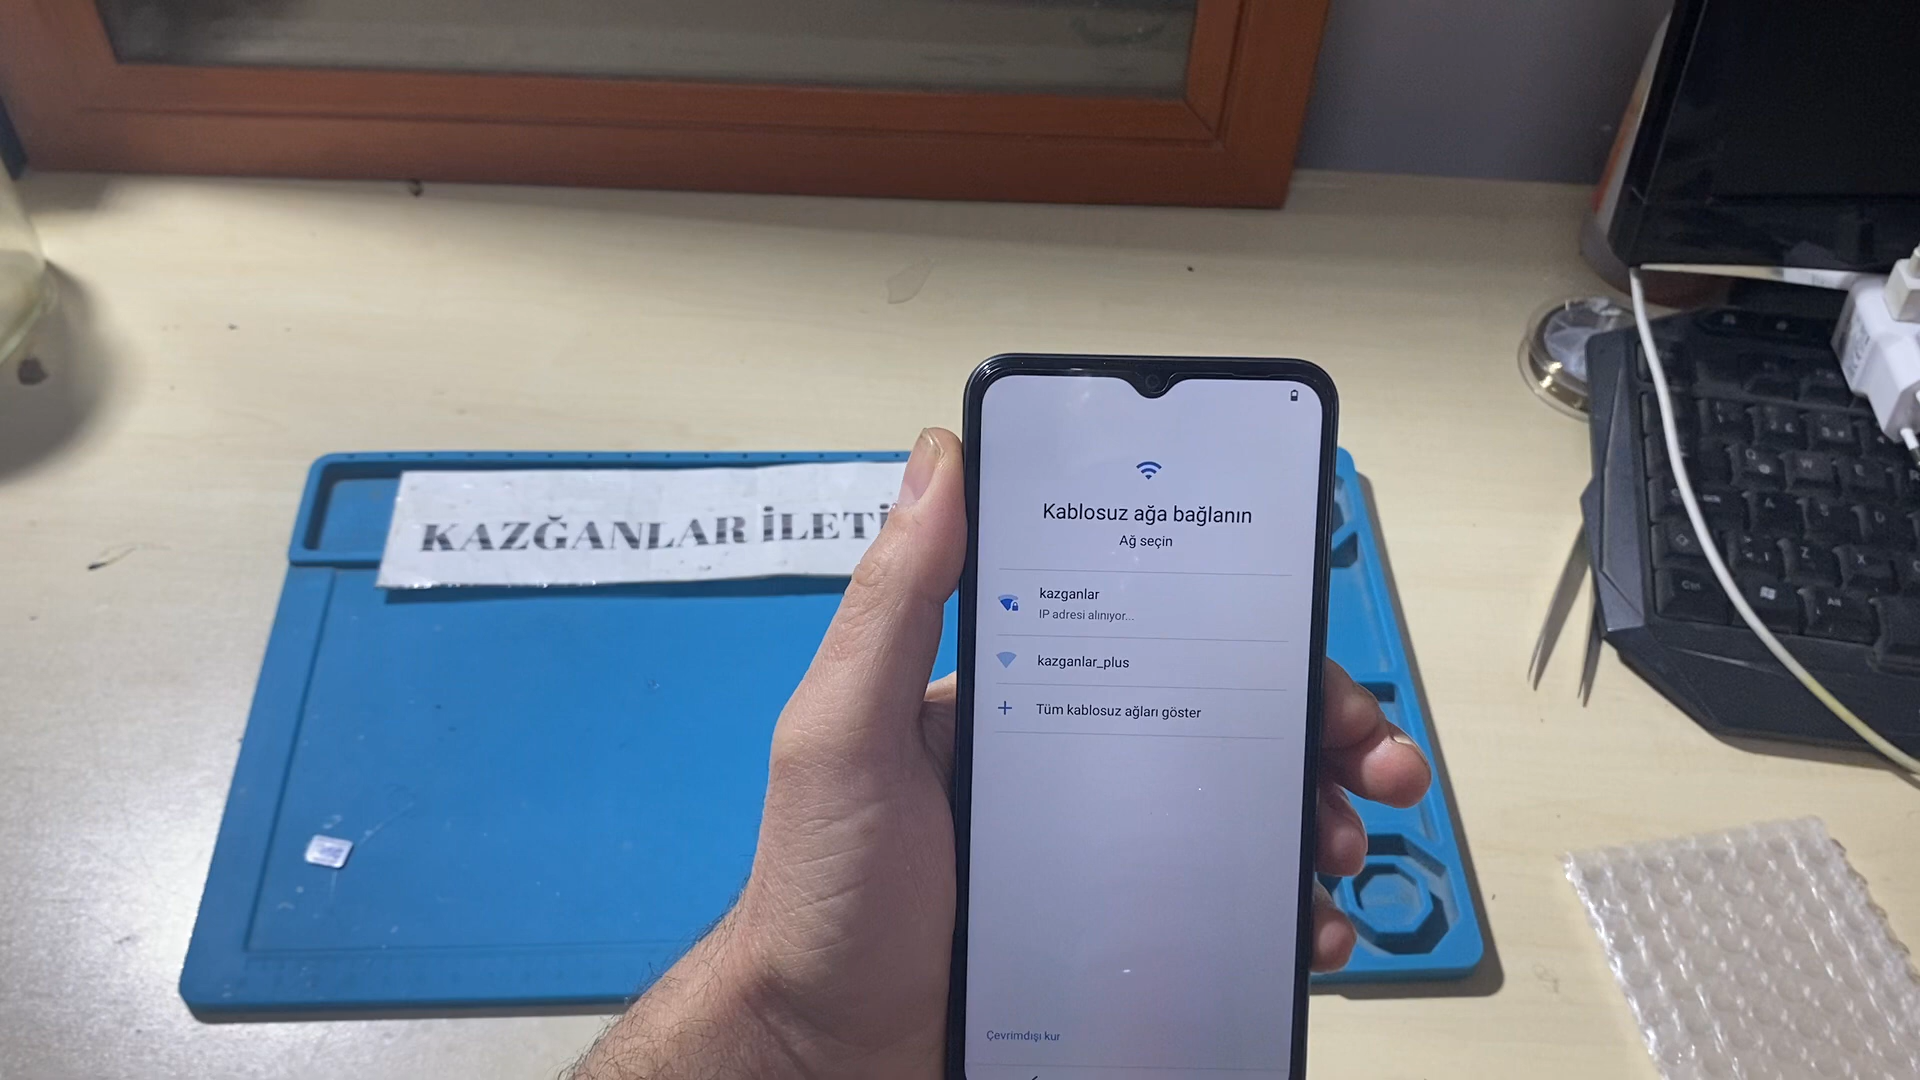 KAZĞANLAR İLETİ
Kablosuz ağa bağlanın
Ağ seçin
kazganlar
IP adresi alınıyor...
kazganlar_plus
Tüm kablosuz ağları göster
Çevrimdışı kur